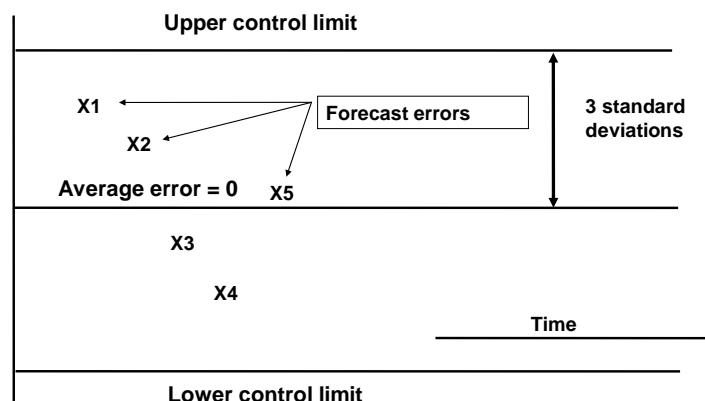 Upper control limit
X1
Forecast errors
3 standard
deviations
X2
Average error = 0
X5
X3
X4
Time
Lower control limit